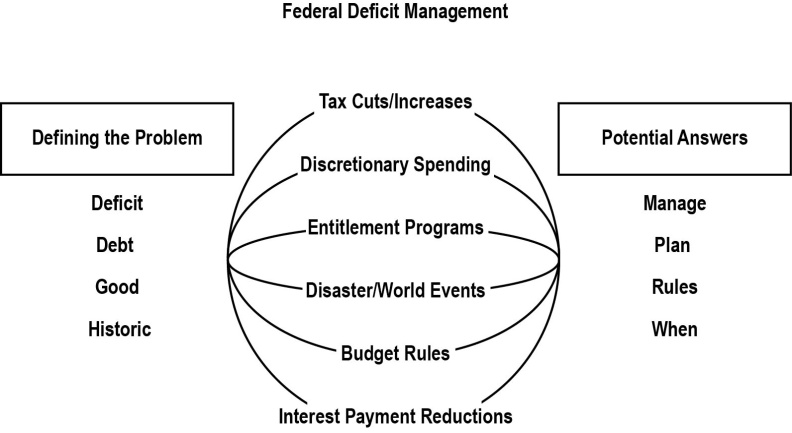 Federal Deficit Management
Defining the Problem
Deficit
Debt
Good
Historic
Tax Cuts/Increases
Discretionary Spending
Entitlement Programs
Disaster/World Events
Budget Rules
Interest Payment Reductions
Potential Answers
Manage
Plan
Rules
When